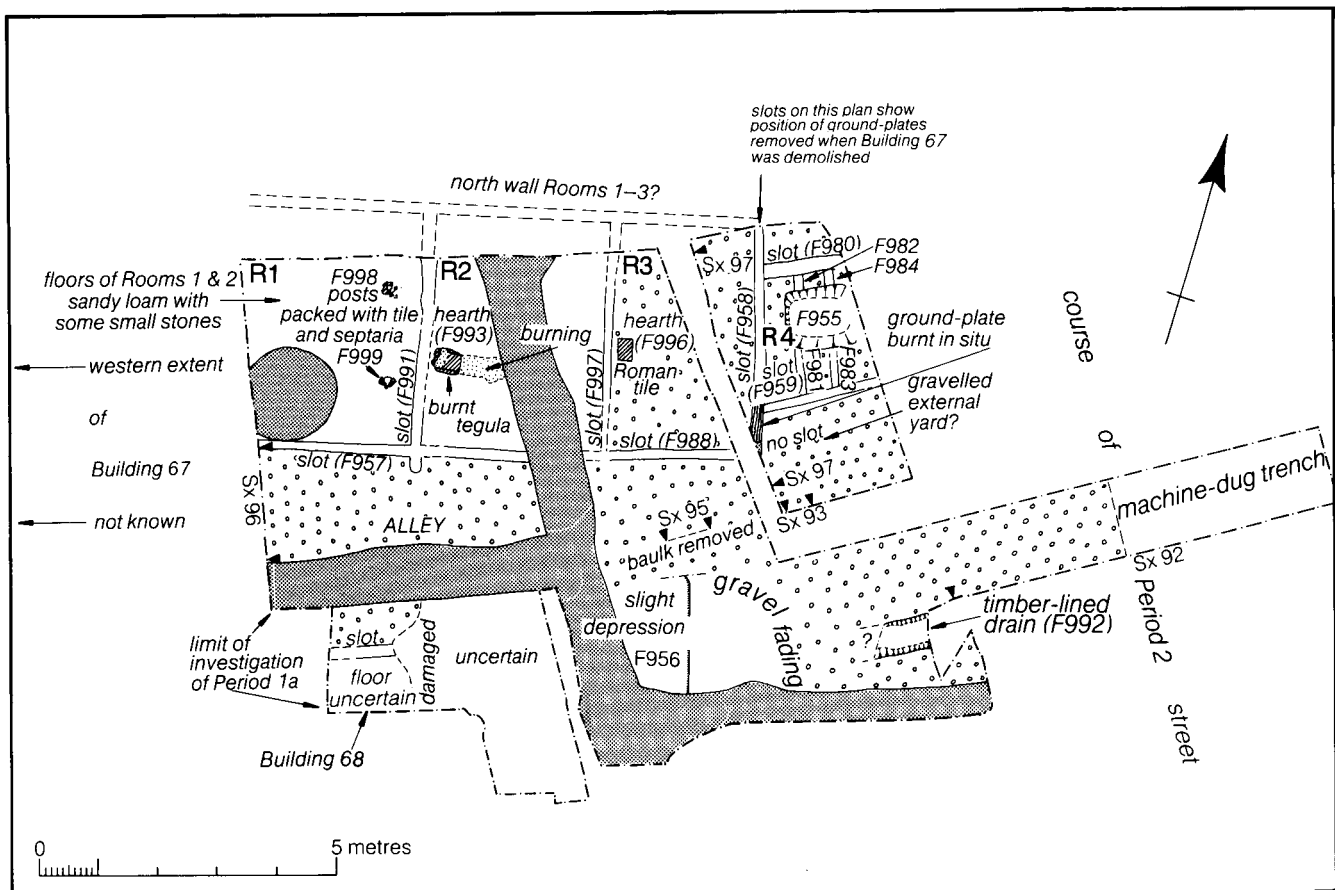 slots on this plan show
position of ground-plates
removed when Building 67
was demolished
north wall Rooms 1–3?
floors of Rooms 1 & 2
sandy loam with
some small stones
R1
F998
posts
packed with tile
and septaria
F999
R2
hearth
(F993)
burning
burnt
tegula
slot (F991)
R3
hearth
(F996)
Roman
tile
slot (F997)
slot (F988)
Sx 97
slot (F980)
F982
F984
F955
slot (F958)
R4
slot
(F959)
F981
F983
ground-plate
burnt in situ
gravelled
external
yard?
no slot
Sx 97
Sx 93
western extent
of
Building 67
not known
slot (F957)
Sx 96
ALLEY
Sx 95
baulk removed
gravel fading
slight
depression
F956
course
of
Period 2
street
machine-dug trench
Sx 92
timber-lined
drain (F992)
?
limit of
investigation
of Period 1a
slot
floor
uncertain
damaged
uncertain
Building 68
0
5 metres